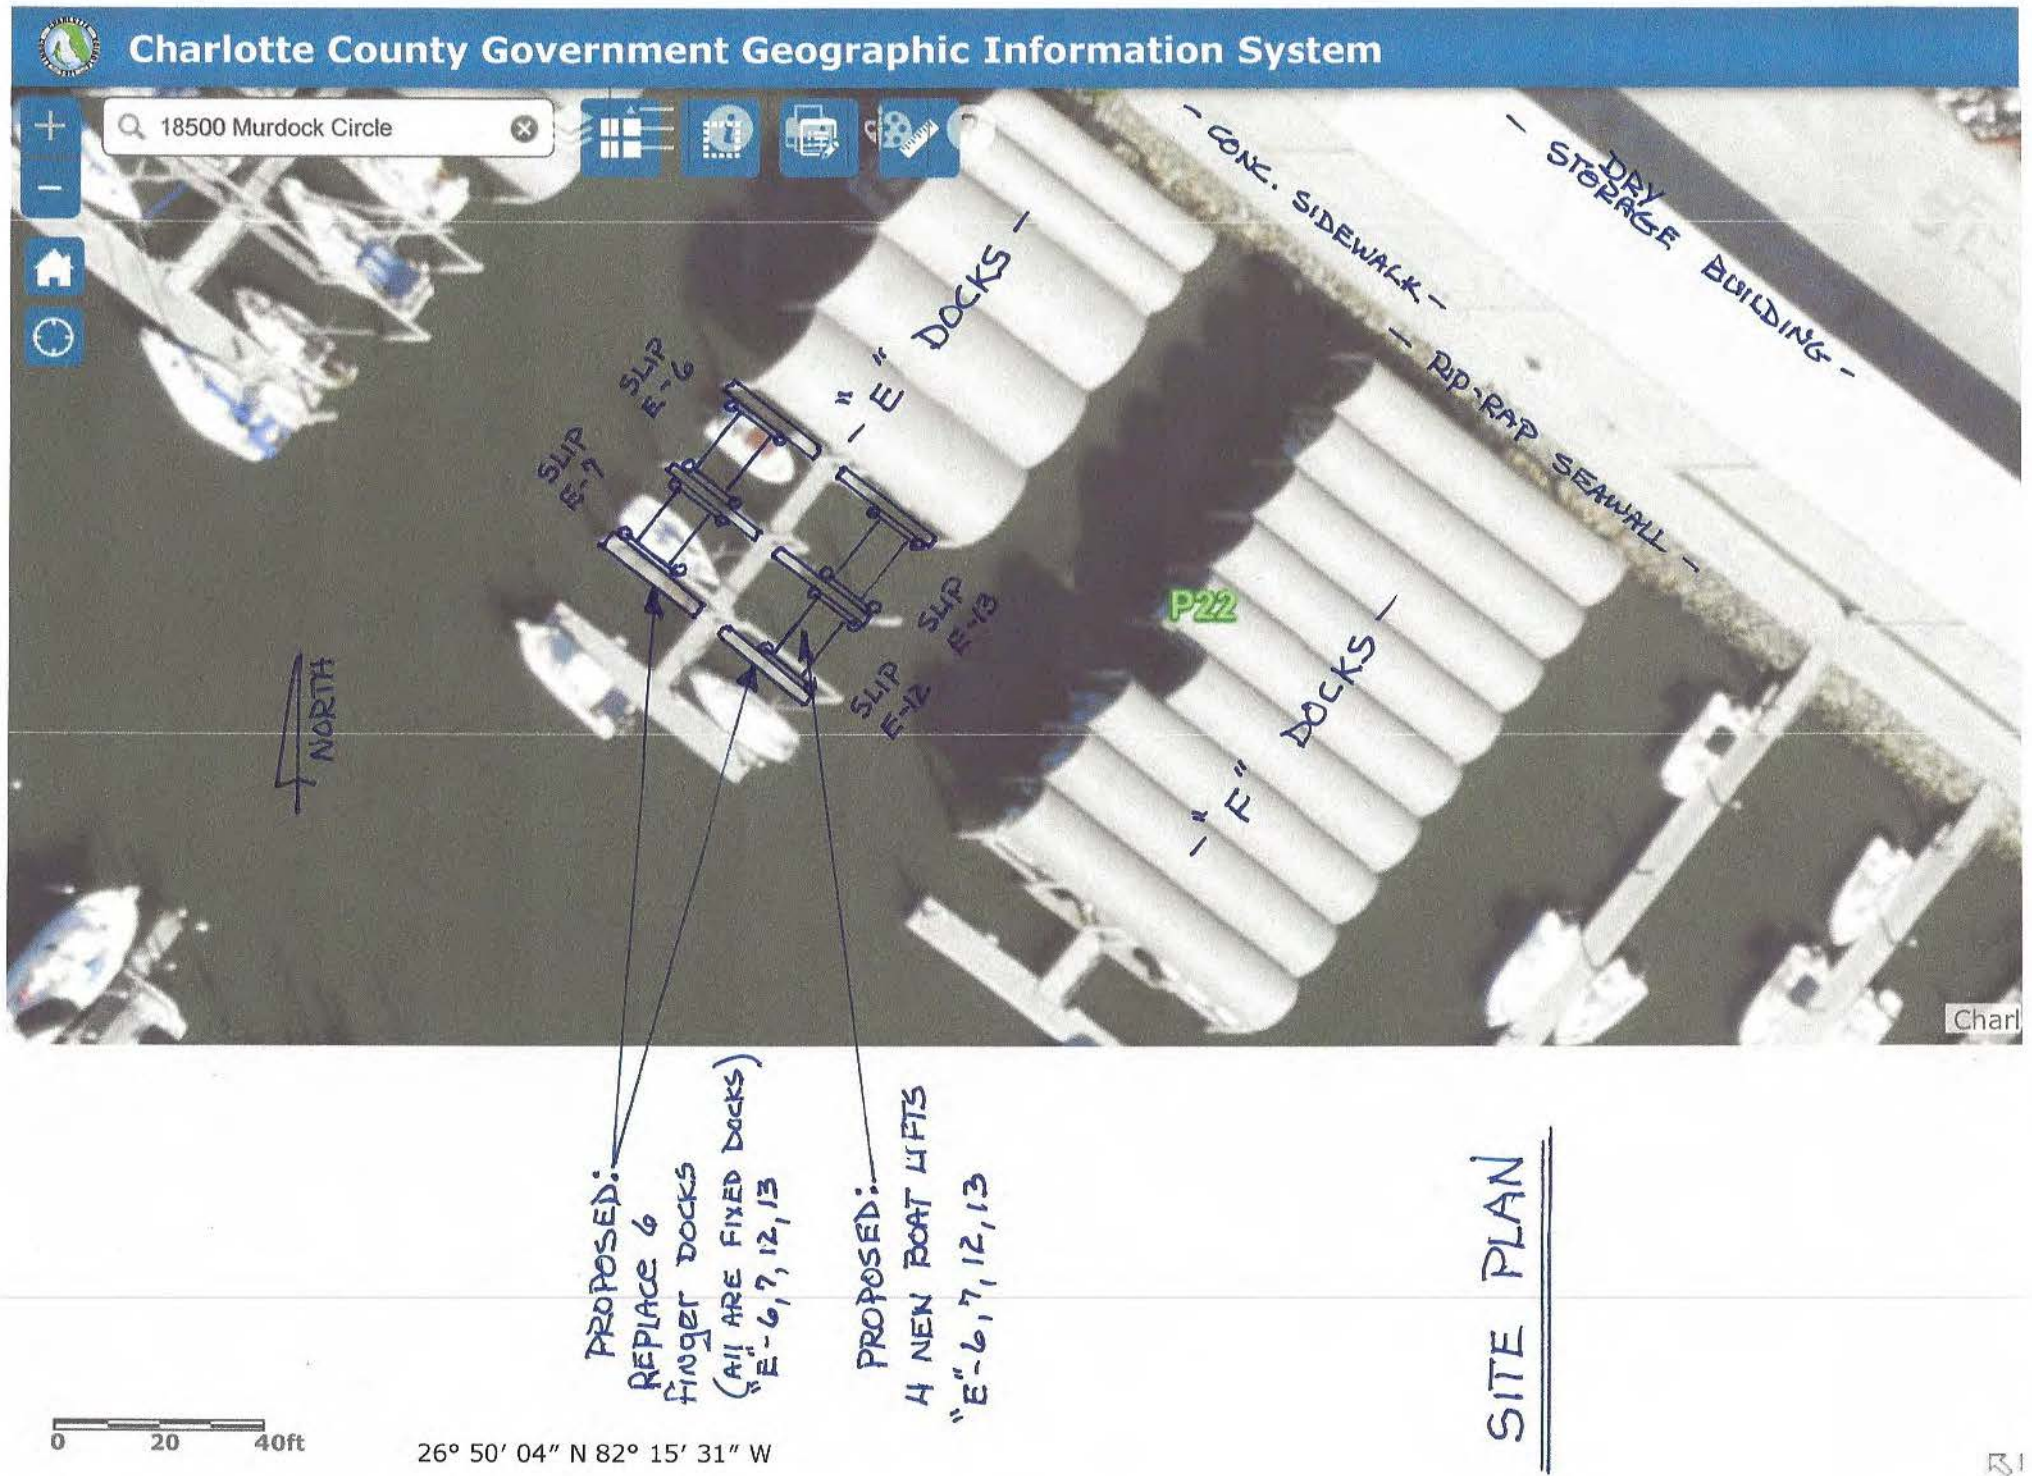 Charlotte County Government Geographic Information System
18500 Murdock Circle
- CONC. SIDEWALK -
- DRY
STORAGE BUILDING -
- RIP-RAP SEAWALL -
- "E" DOCKS -
SLIP
E-6
SLIP
E-7
SLIP
E-13
SLIP
E-12
P22
- "F" DOCKS -
NORTH
Charl
PROPOSED:
REPLACE 6
FINgER DOCKS
(All ARE FIXED DOCKS)
"E"-6,7,12,13
PROPOSED:
4 NEW BOAT LIFTS
"E"-6,7,12,13
SITE PLAN
0 20 40ft
26° 50' 04" N 82° 15' 31" W